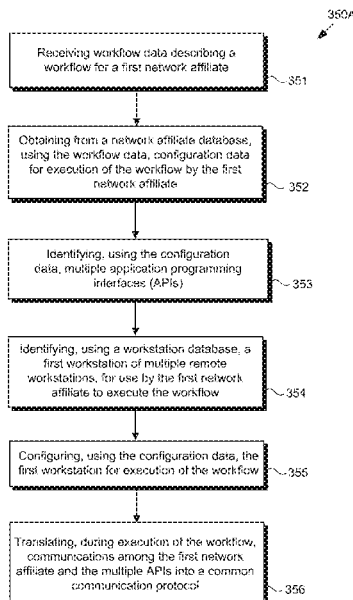 350A
Receiving workflow data describing a
workflow for a first network affiliate
351
Obtaining from a network affiliate database,
using the workflow data, configuration data
for execution of the workflow by the first
network affiliate
352
Identifying, using the configuration
data, multiple application programming
interfaces (APIs)
353
Identifying, using a workstation database, a
first workstation of multiple remote
workstations, for use by the first network
affiliate to execute the workflow
354
Configuring, using the configuration data, the
first workstation for execution of the workflow
355
Translating, during execution of the workflow,
communications among the first network
affiliate and the multiple APIs into a common
communication protocol
356